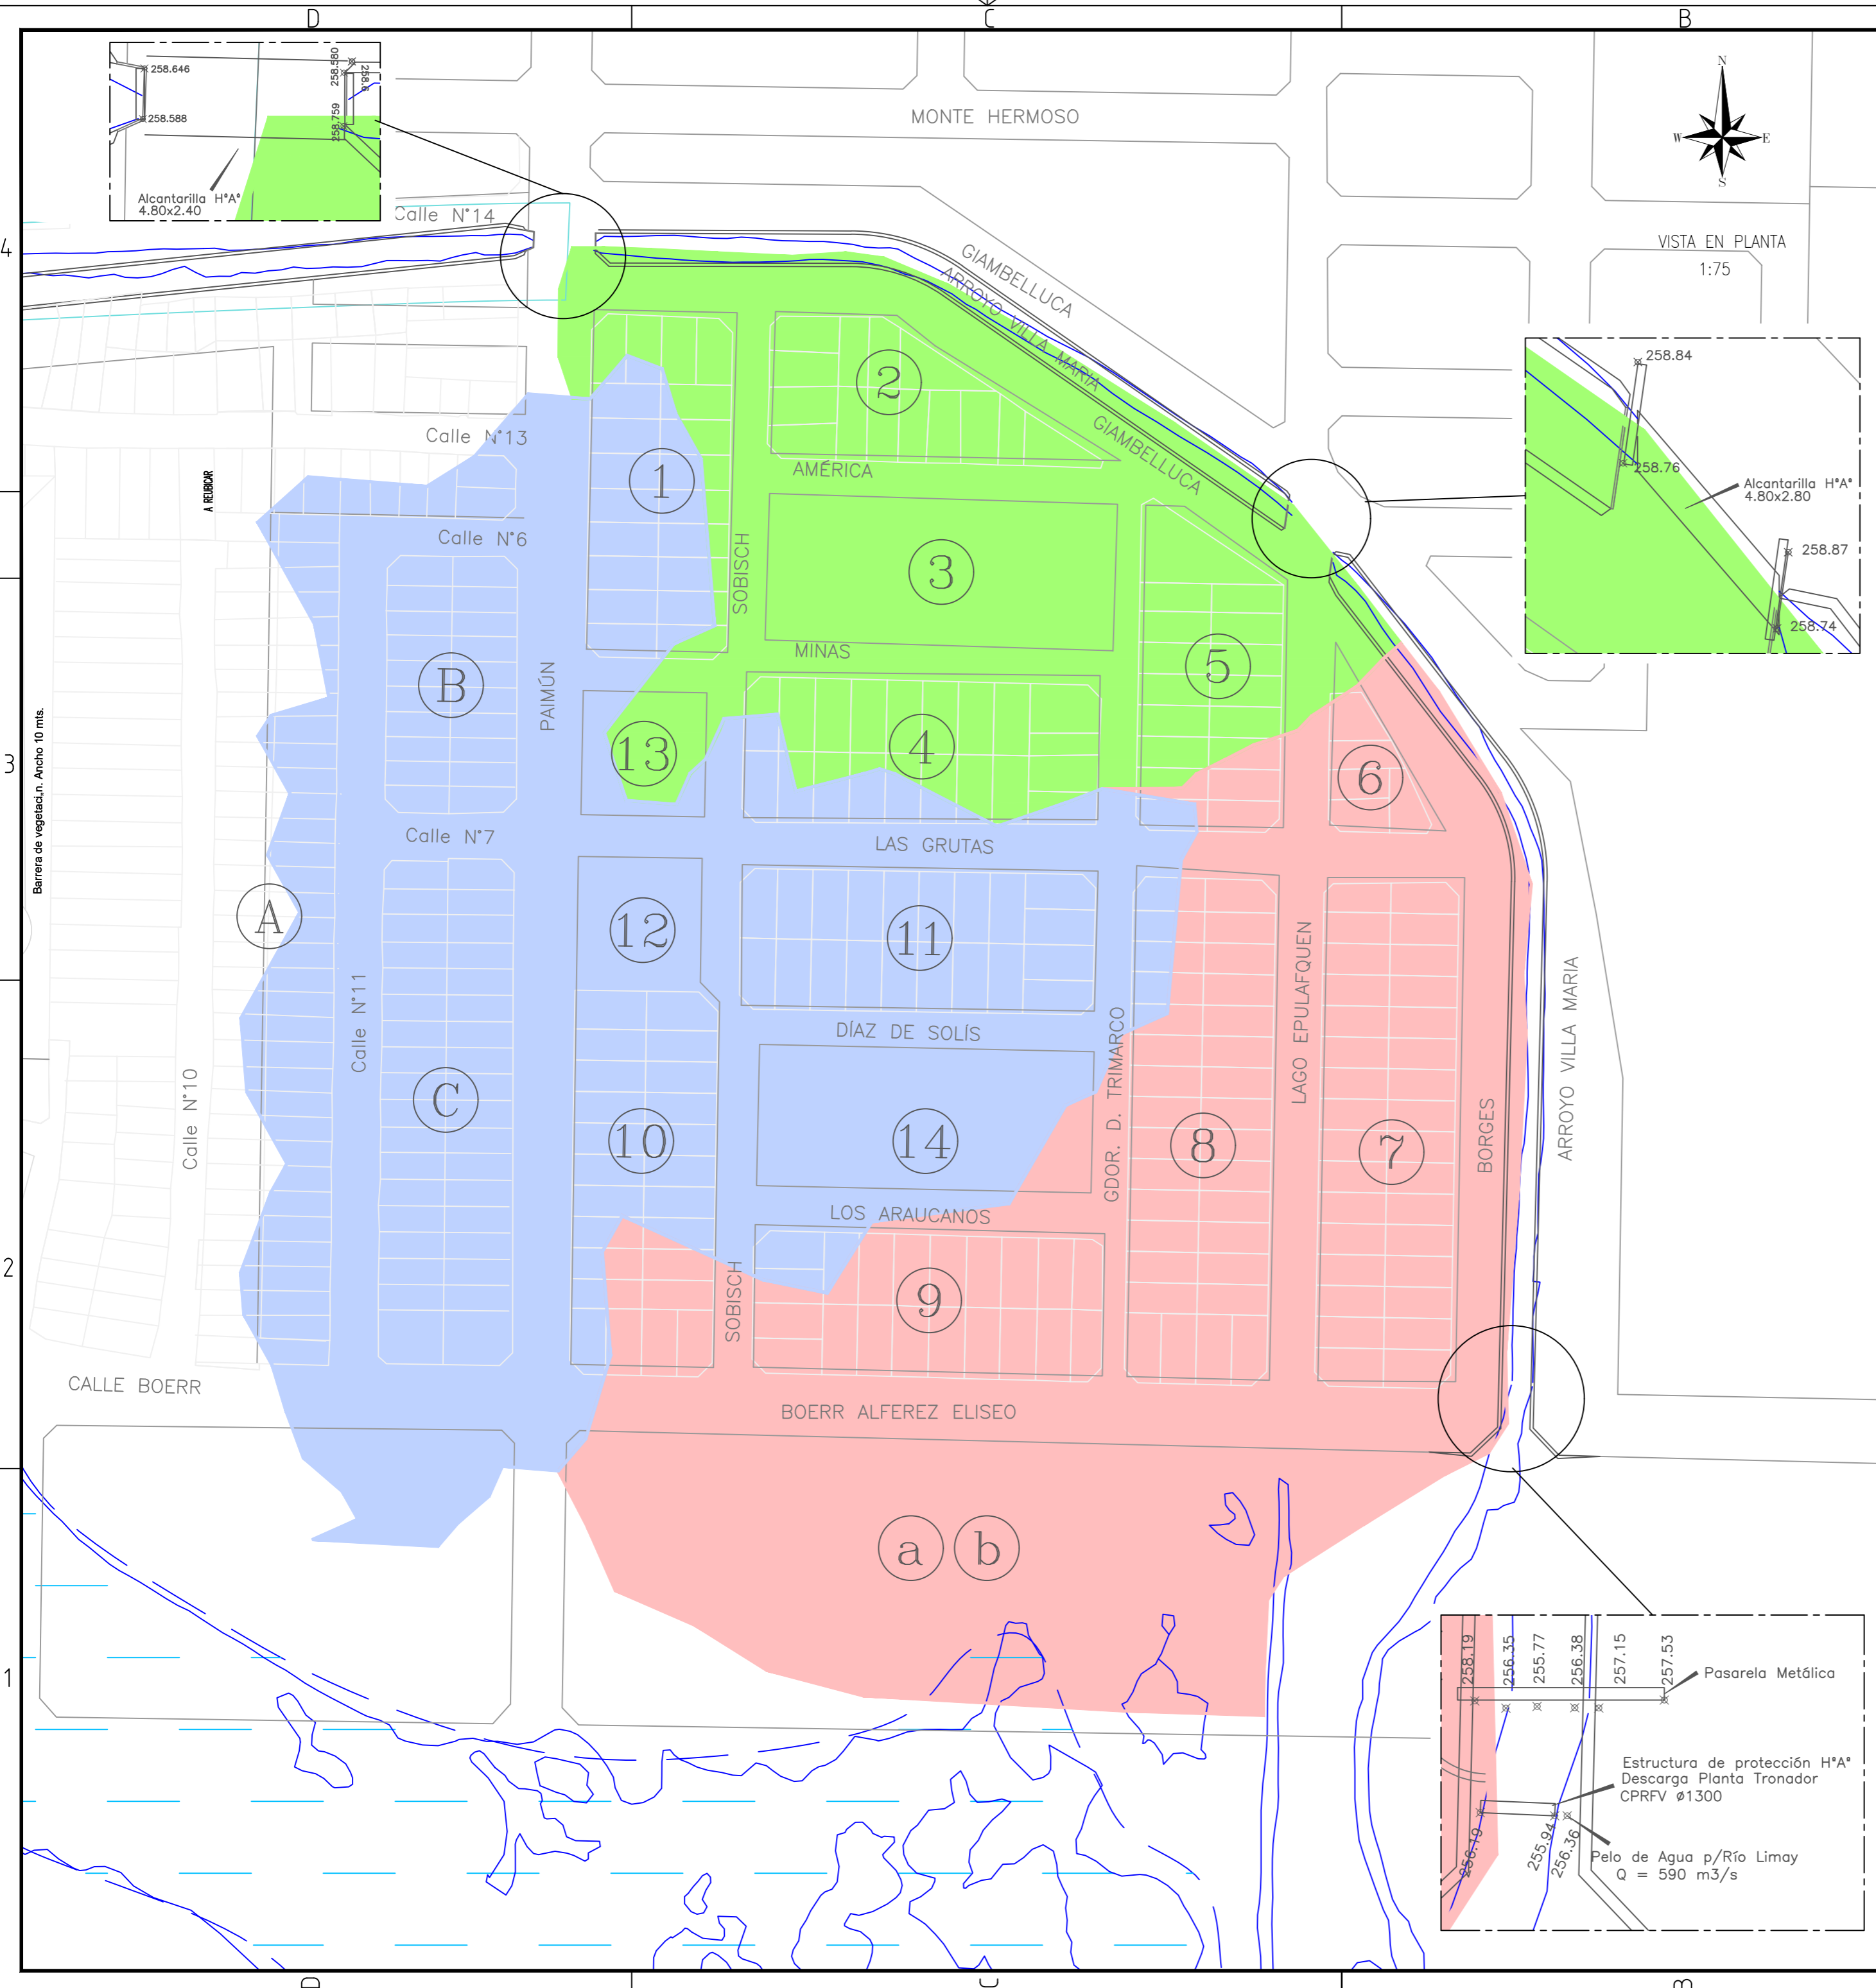 D
C
B
258.646
258.588
258.580
258.6
258.759
Alcantarilla H°A°
4.80x2.40
MONTE HERMOSO
N
W
E
S
Calle N°14
4
VISTA EN PLANTA
1:75
GIAMBELLUCA
ARROYO VILLA MARIA
GIAMBELLUCA
258.84
258.76
Alcantarilla H°A°
4.80x2.80
258.87
258.74
2
Calle N°13
AMÉRICA
A REUBICAR
1
Calle N°6
SOBISCH
3
MINAS
5
B
PAIMÚN
13
4
6
3
Barrera de vegetaci„n. Ancho 10 mts.
Calle N°7
LAS GRUTAS
A
12
11
LAGO EPULAFQUEN
Calle N°11
DÍAZ DE SOLÍS
GDOR. D. TRIMARCO
ARROYO VILLA MARIA
Calle N°10
C
10
14
8
7
BORGES
LOS ARAUCANOS
2
SOBISCH
9
CALLE BOERR
BOERR ALFEREZ ELISEO
a
b
1
258.19
256.35
255.77
256.38
257.15
257.53
Pasarela Metálica
Estructura de protección H°A°
Descarga Planta Tronador
CPRFV ø1300
255.94
256.36
Pelo de Agua p/Río Limay
Q = 590 m3/s
D
C
B